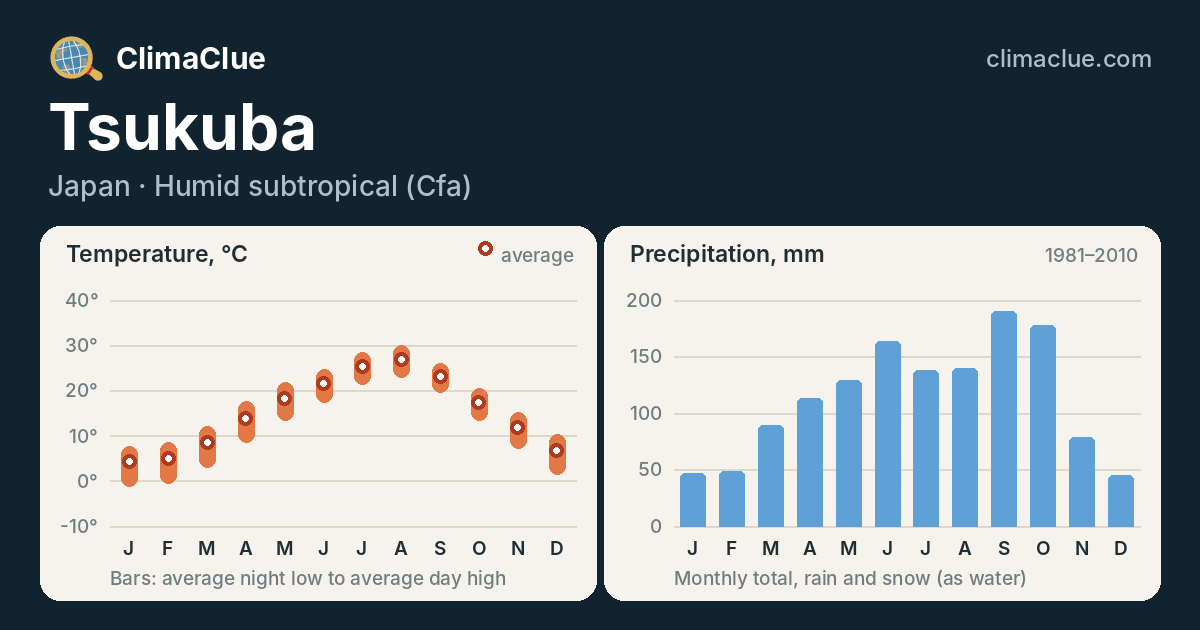 ClimaClue
climaclue.com
Tsukuba
Japan · Humid subtropical (Cfa)
Temperature, °C
average
40°
30°
20°
10°
0°
-10°
J F M A M J J A S O N D
Bars: average night low to average day high
Precipitation, mm
1981–2010
200
150
100
50
0
J F M A M J J A S O N D
Monthly total, rain and snow (as water)